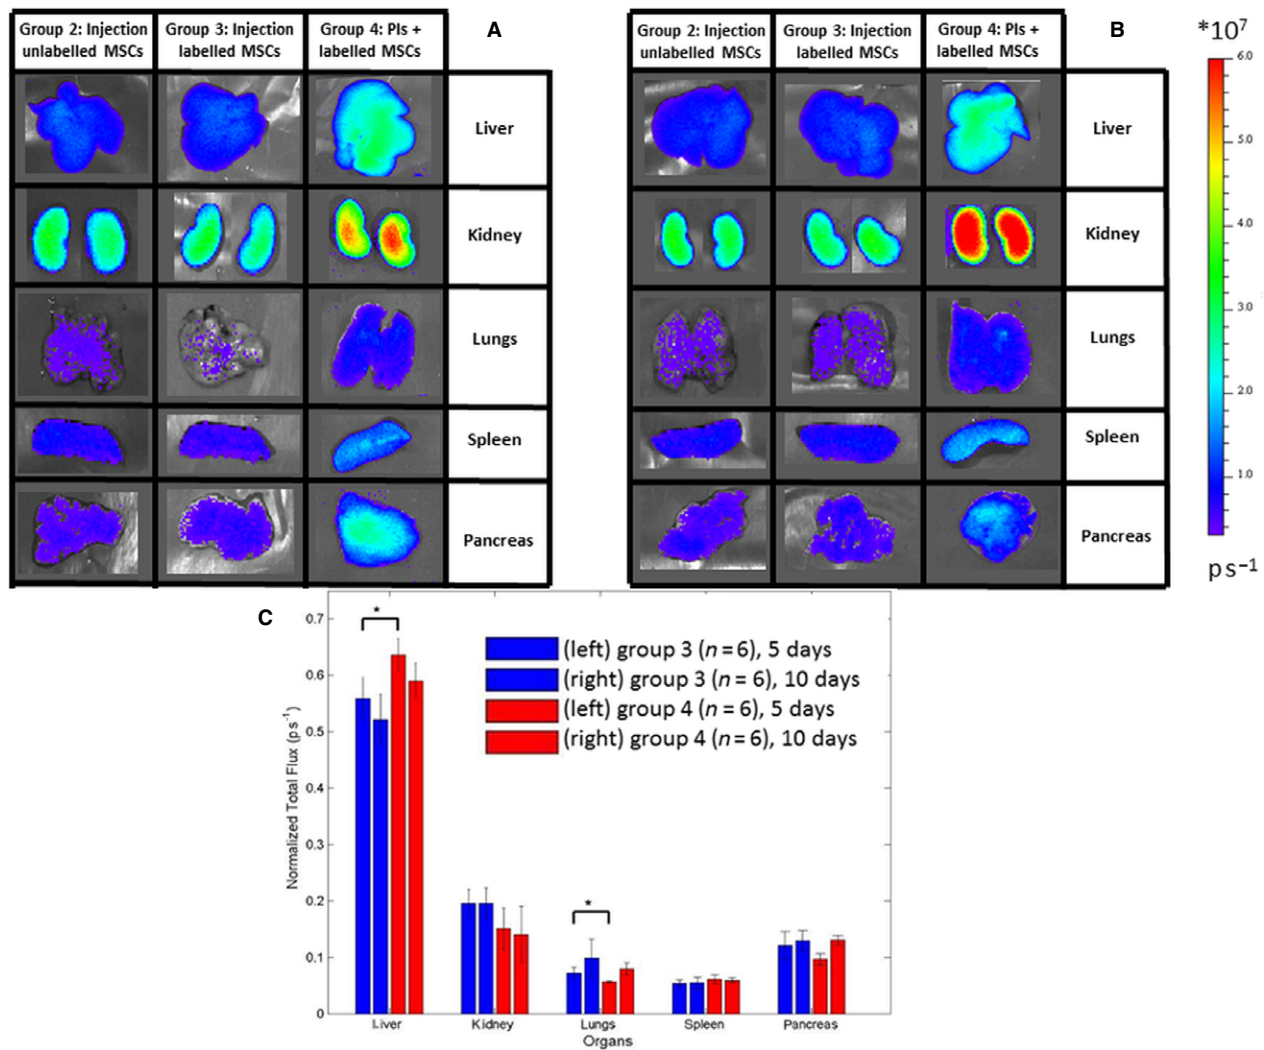 Group 2: Injection unlabelled MSCs
Group 3: Injection labelled MSCs
Group 4: PIs + labelled MSCs
A
Liver
Kidney
Lungs
Spleen
Pancreas
Group 2: Injection unlabelled MSCs
Group 3: Injection labelled MSCs
Group 4: PIs + labelled MSCs
B
Liver
Kidney
Lungs
Spleen
Pancreas
*10⁷
6.0
5.0
4.0
3.0
2.0
1.0
p s⁻¹
C
(left) group 3 (n = 6), 5 days
(right) group 3 (n = 6), 10 days
(left) group 4 (n = 6), 5 days
(right) group 4 (n = 6), 10 days
*
*
Normalized Total Flux (p s⁻¹)
0.7
0.6
0.5
0.4
0.3
0.2
0.1
0
Liver
Kidney
Lungs
Spleen
Pancreas
Organs